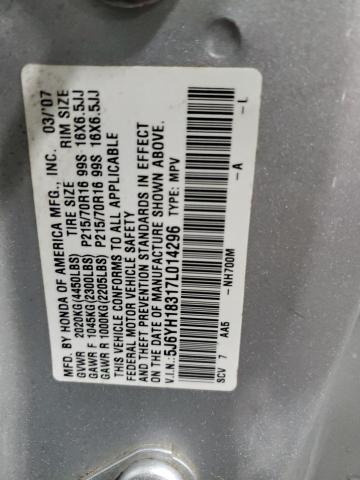 MFD. BY HONDA OF AMERICA MFG., INC. 03/'07
TIRE SIZE RIM SIZE
GVWR 2020KG(4450LBS)
GAWR F 1045KG(2300LBS) P215/70R16 99S 16X6.5JJ
GAWR R 1000KG(2205LBS) P215/70R16 99S 16X6.5JJ
THIS VEHICLE CONFORMS TO ALL APPLICABLE
FEDERAL MOTOR VEHICLE SAFETY
AND THEFT PREVENTION STANDARDS IN EFFECT
ON THE DATE OF MANUFACTURE SHOWN ABOVE.
V.I.N.: 5J6YH18317L014296 TYPE: MPV
-NH700M -A -L
SCV 7 AA5